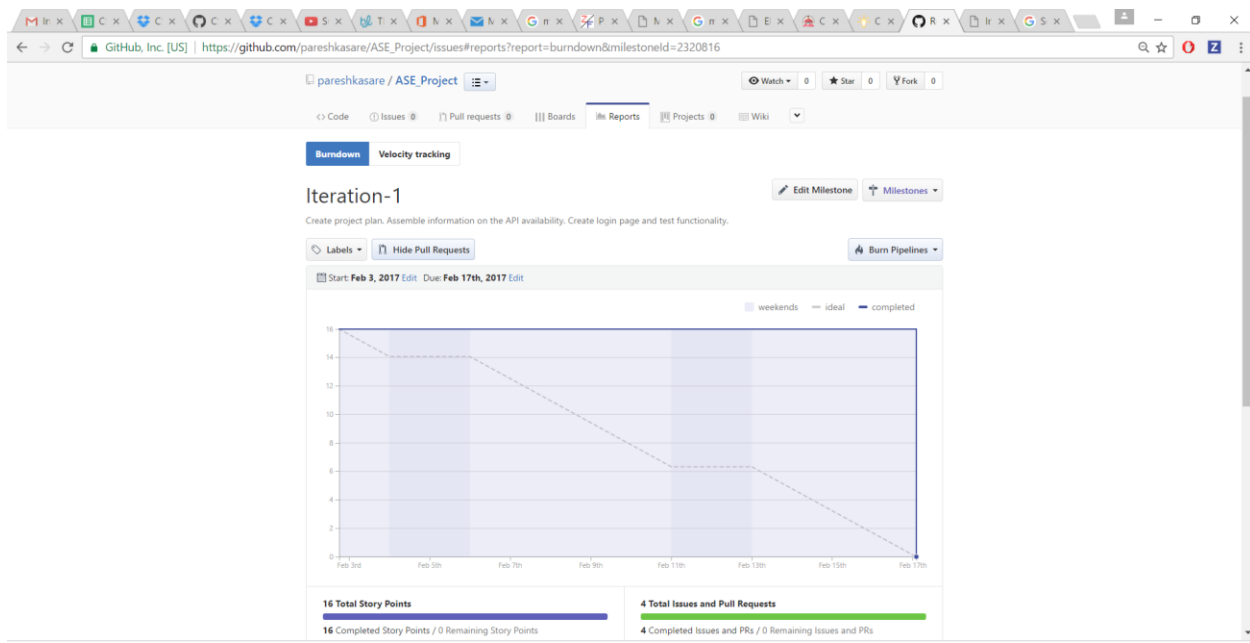 GitHub, Inc. [US] | https://github.com/pareshkasare/ASE_Project/issues#reports?report=burndown&milestoneId=2320816
pareshkasare / ASE_Project
Watch 0 Star 0 Fork 0
Code Issues 0 Pull requests 0 Boards Reports Projects 0 Wiki
Burndown Velocity tracking
Iteration-1
Edit Milestone Milestones
Create project plan. Assemble information on the API availability. Create login page and test functionality.
Labels Hide Pull Requests Burn Pipelines
Start: Feb 3, 2017 Edit Due: Feb 17th, 2017 Edit
weekends ideal completed
16
14
12
10
8
6
4
2
0
Feb 3rd Feb 5th Feb 7th Feb 9th Feb 11th Feb 13th Feb 15th Feb 17th
16 Total Story Points 4 Total Issues and Pull Requests
16 Completed Story Points / 0 Remaining Story Points 4 Completed Issues and PRs / 0 Remaining Issues and PRs